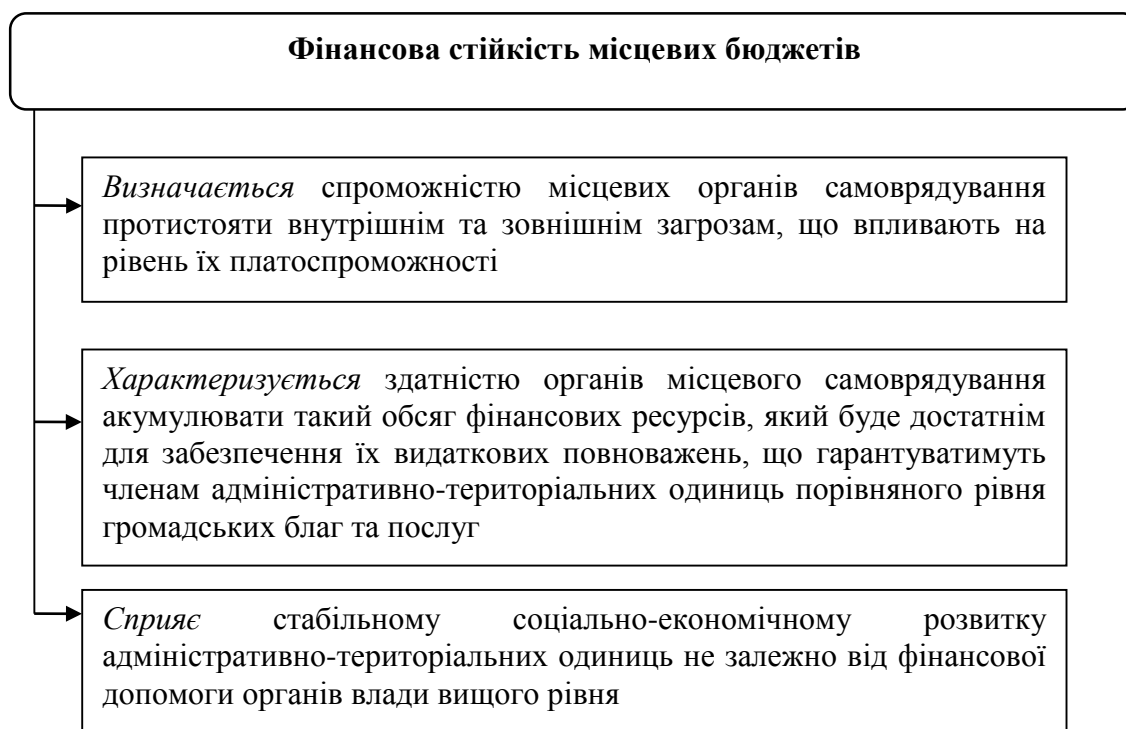 Фінансова стійкість місцевих бюджетів
Визначається спроможністю місцевих органів самоврядування
протистояти внутрішнім та зовнішнім загрозам, що впливають на
рівень їх платоспроможності
Характеризується здатністю органів місцевого самоврядування
акумулювати такий обсяг фінансових ресурсів, який буде достатнім
для забезпечення їх видаткових повноважень, що гарантуватимуть
членам адміністративно-територіальних одиниць порівняного рівня
громадських благ та послуг
Сприяє стабільному соціально-економічному розвитку
адміністративно-територіальних одиниць не залежно від фінансової
допомоги органів влади вищого рівня